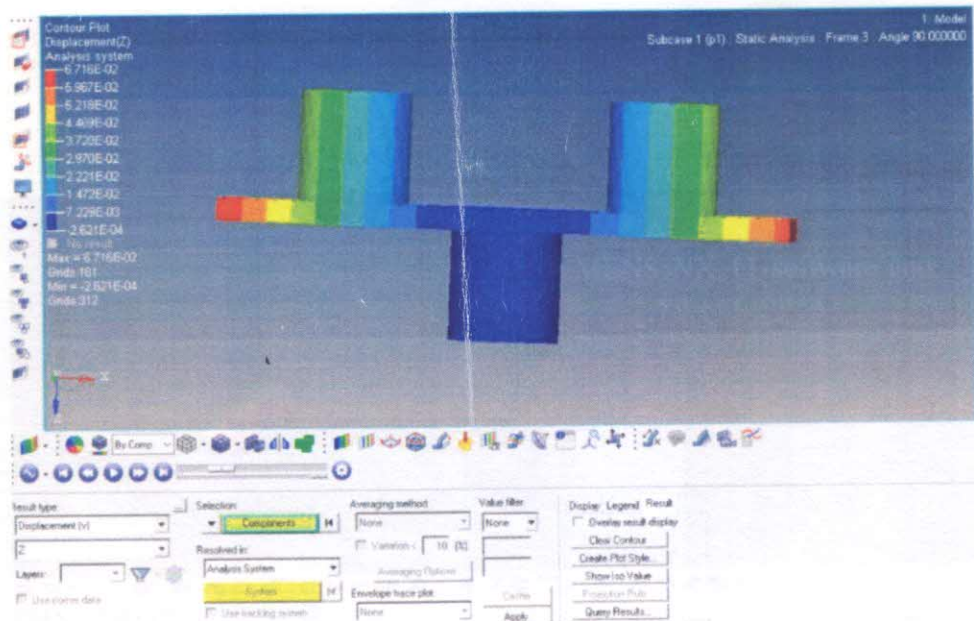 Contour Plot
Displacement(Z)
Analysis system
6.716E-02
5.967E-02
5.218E-02
4.469E-02
3.720E-02
2.970E-02
2.221E-02
1.472E-02
7.229E-03
-2.621E-04
No result
Max = 6.716E-02
Grids 161
Min = -2.621E-04
Grids 312
1: Model
Subcase 1 (p1) : Static Analysis : Frame 3 : Angle 90.000000
X
By Comp
result type:
Displacement (v)
Z
Layers:
Use corner data
Selection:
Components
Resolved in:
Analysis System
System
Use tracking system
Averaging method:
None
Variation < 10 (%)
Averaging Options
Envelope trace plot:
None
Value filter:
None
Cache
Apply
Display Legend Result
Overlay result display
Clear Contour
Create Plot Style...
Show Iso Value
Projection Rule...
Query Results...